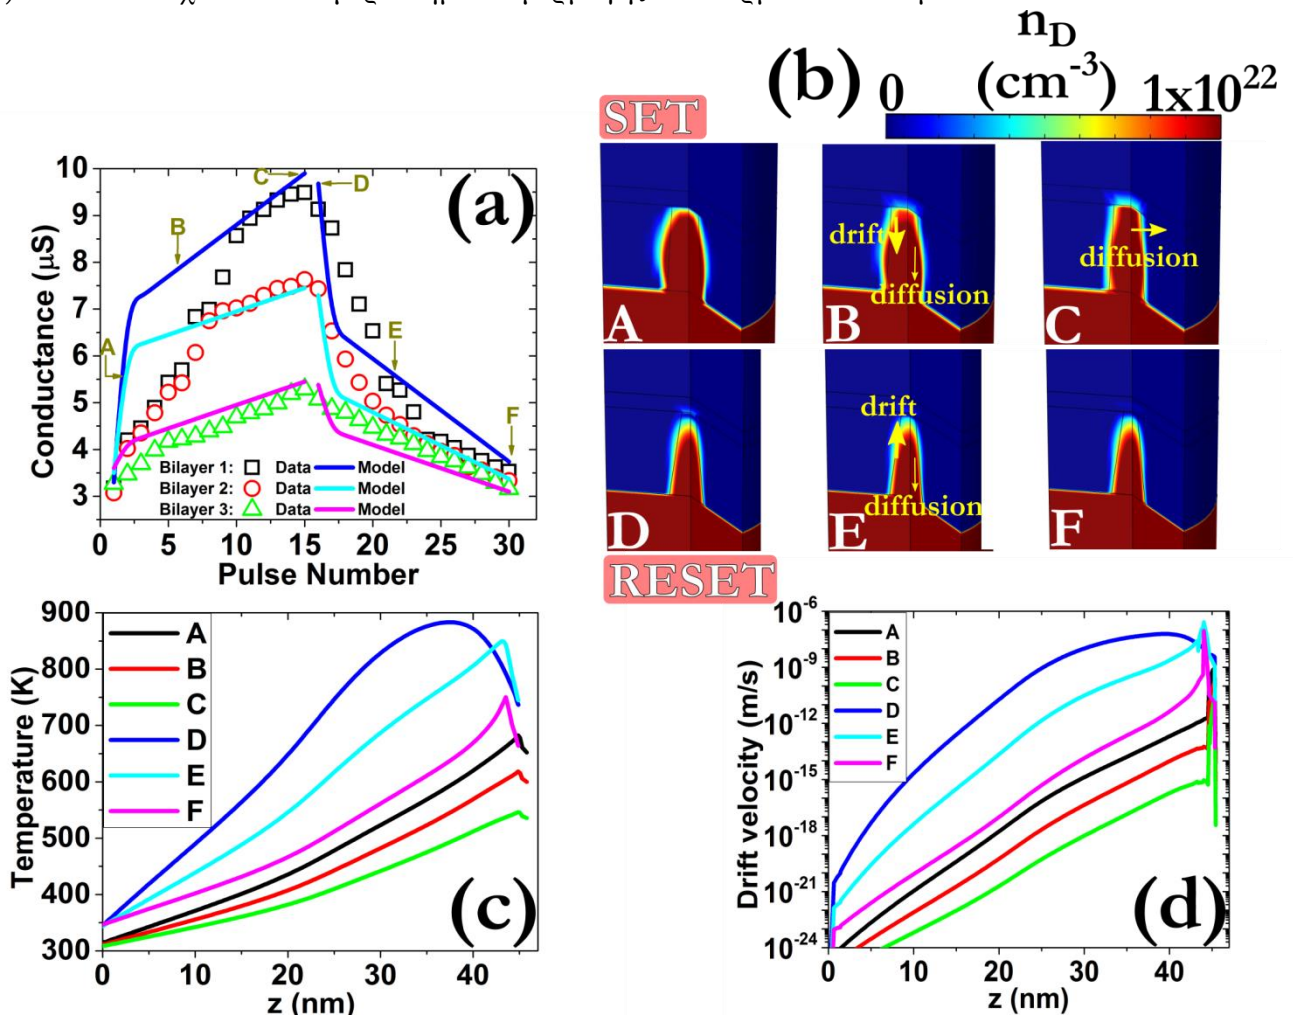 n_D
(b) 0 (cm⁻³) 1x10²²
SET
A
B
drift
diffusion
C
diffusion
D
E
drift
diffusion
F
RESET
(a)
Conductance (μS)
10
9
8
7
6
5
4
3
A
B
C
D
E
F
Bilayer 1: Data Model
Bilayer 2: Data Model
Bilayer 3: Data Model
0 5 10 15 20 25 30
Pulse Number
(c)
Temperature (K)
900
800
700
600
500
400
300
A
B
C
D
E
F
0 10 20 30 40
z (nm)
(d)
Drift velocity (m/s)
10⁻⁶
10⁻⁹
10⁻¹²
10⁻¹⁵
10⁻¹⁸
10⁻²¹
10⁻²⁴
A
B
C
D
E
F
0 10 20 30 40
z (nm)